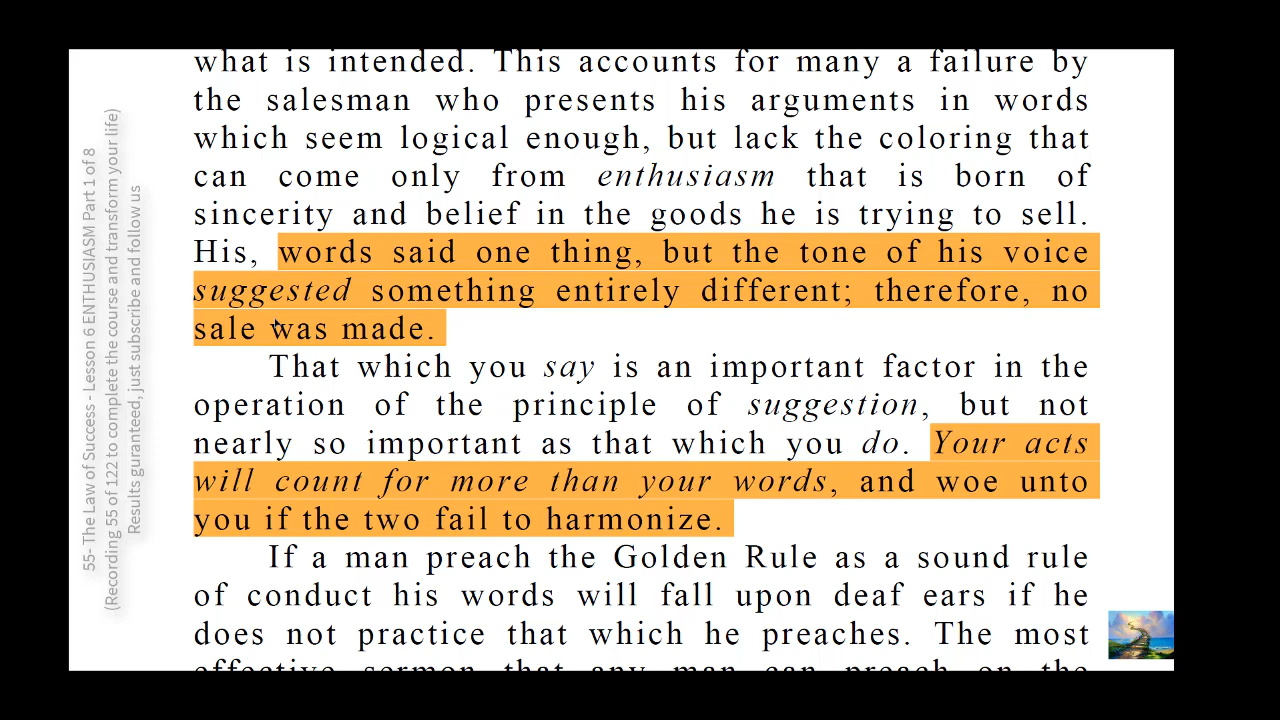 what is intended. This accounts for many a failure by
the salesman who presents his arguments in words
which seem logical enough, but lack the coloring that
can come only from enthusiasm that is born of
sincerity and belief in the goods he is trying to sell.
His, words said one thing, but the tone of his voice
suggested something entirely different; therefore, no
sale was made.
That which you say is an important factor in the
operation of the principle of suggestion, but not
nearly so important as that which you do. Your acts
will count for more than your words, and woe unto
you if the two fail to harmonize.
If a man preach the Golden Rule as a sound rule
of conduct his words will fall upon deaf ears if he
does not practice that which he preaches. The most
effective sermon that any man can preach on the
55- The Law of Success - Lesson 6 ENTHUSIASM Part 1 of 8
(Recording 55 of 122 to complete the course and transform your life)
Results guranteed, just subscribe and follow us